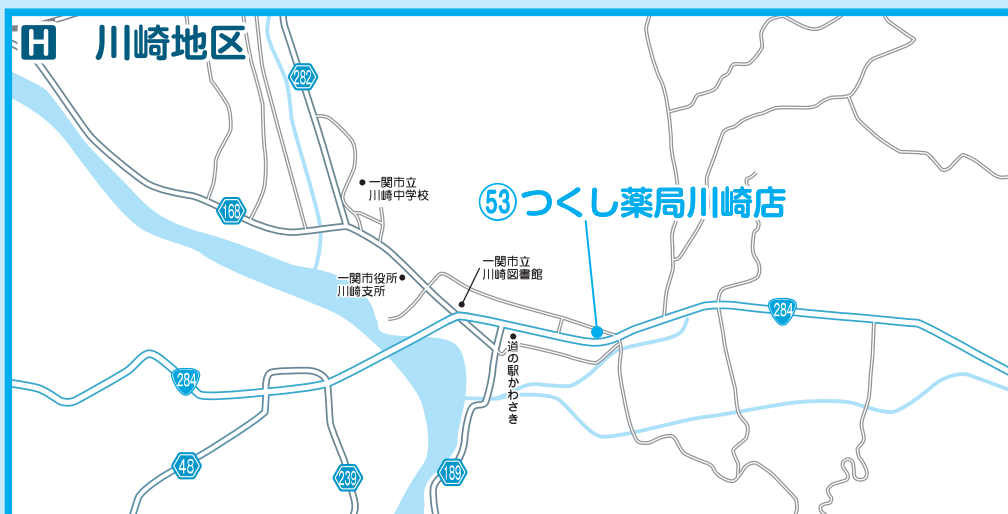 H 川崎地区
282
一関市立
川崎中学校
168
53 つくし薬局川崎店
一関市立
川崎図書館
一関市役所
川崎支所
284
道の駅かわさき
284
48
239
189